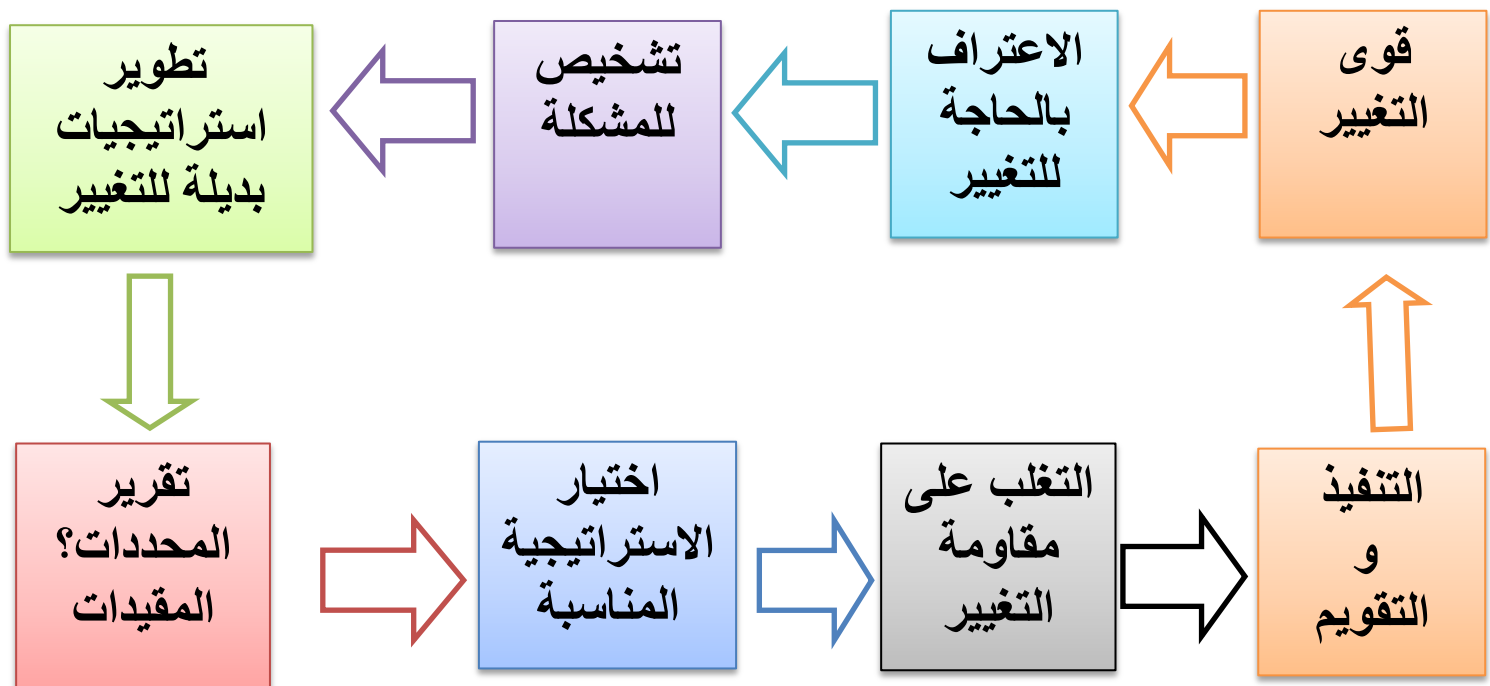 قوى
التغيير
الاعتراف
بالحاجة
للتغيير
تشخيص
للمشكلة
تطوير
استراتيجيات
بديلة للتغيير
تقرير
المحددات؟
المقيدات
اختيار
الاستراتيجية
المناسبة
التغلب على
مقاومة
التغيير
التنفيذ
و
التقويم